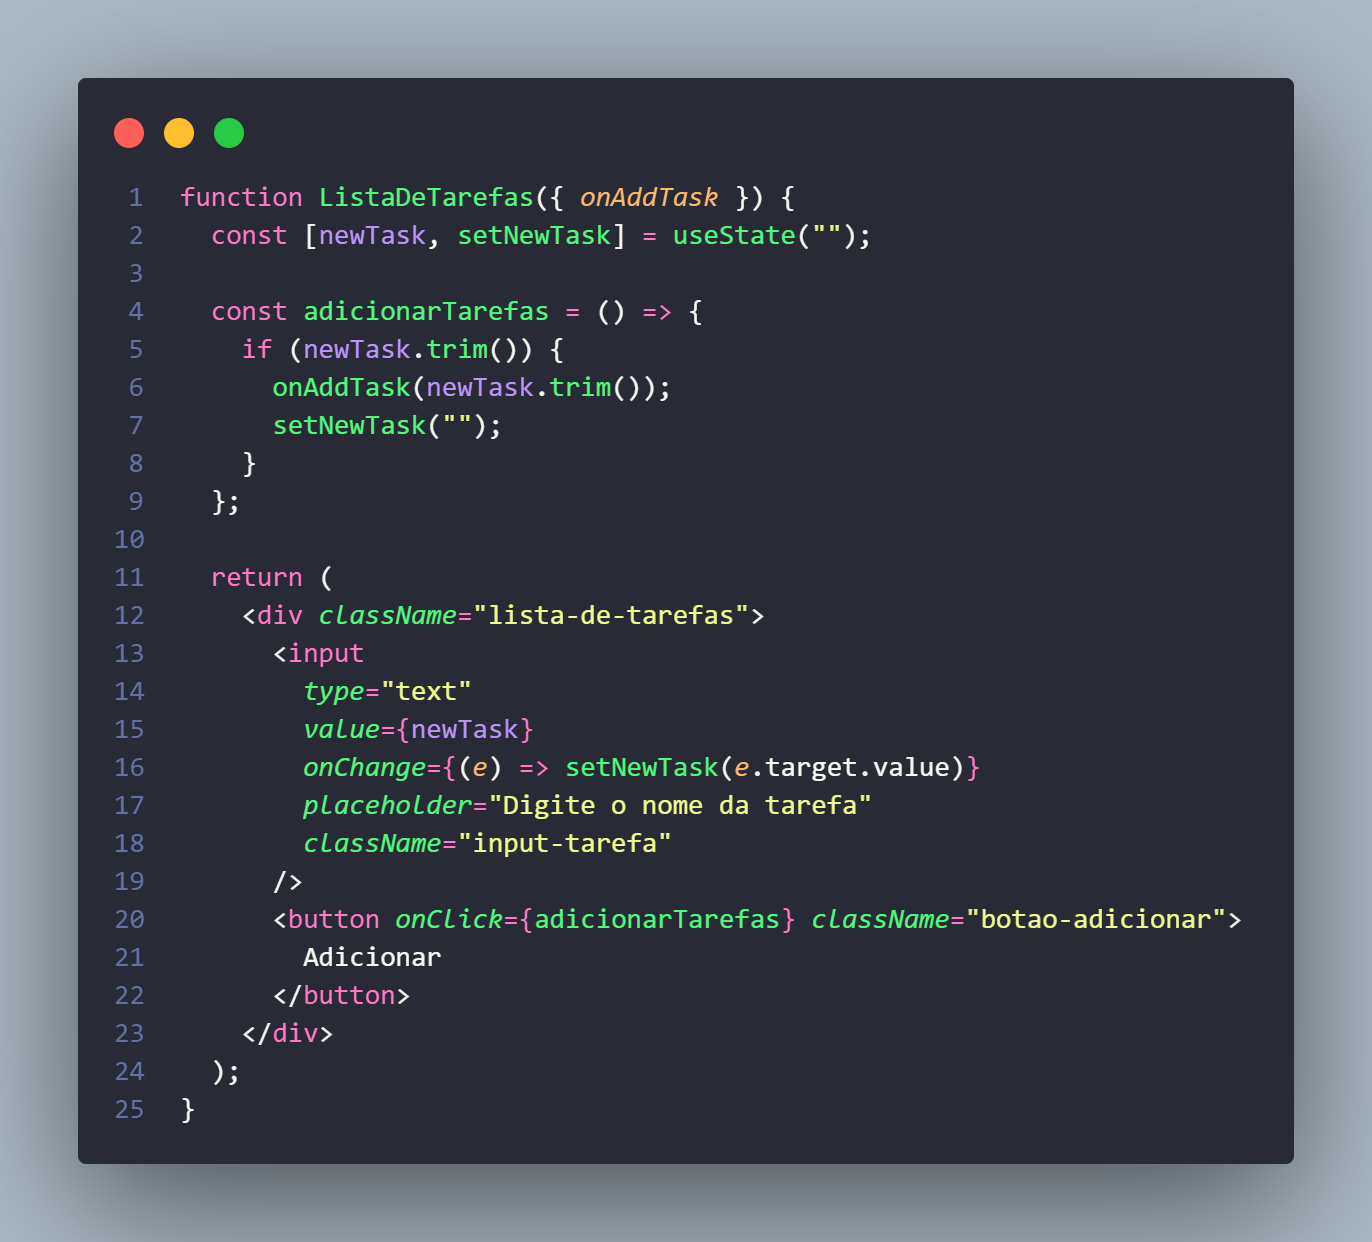 1 function ListaDeTarefas({ onAddTask }) {
2   const [newTask, setNewTask] = useState("");
3
4   const adicionarTarefas = () => {
5     if (newTask.trim()) {
6       onAddTask(newTask.trim());
7       setNewTask("");
8     }
9   };
10
11   return (
12     <div className="lista-de-tarefas">
13       <input
14         type="text"
15         value={newTask}
16         onChange={(e) => setNewTask(e.target.value)}
17         placeholder="Digite o nome da tarefa"
18         className="input-tarefa"
19       />
20       <button onClick={adicionarTarefas} className="botao-adicionar">
21         Adicionar
22       </button>
23     </div>
24   );
25 }